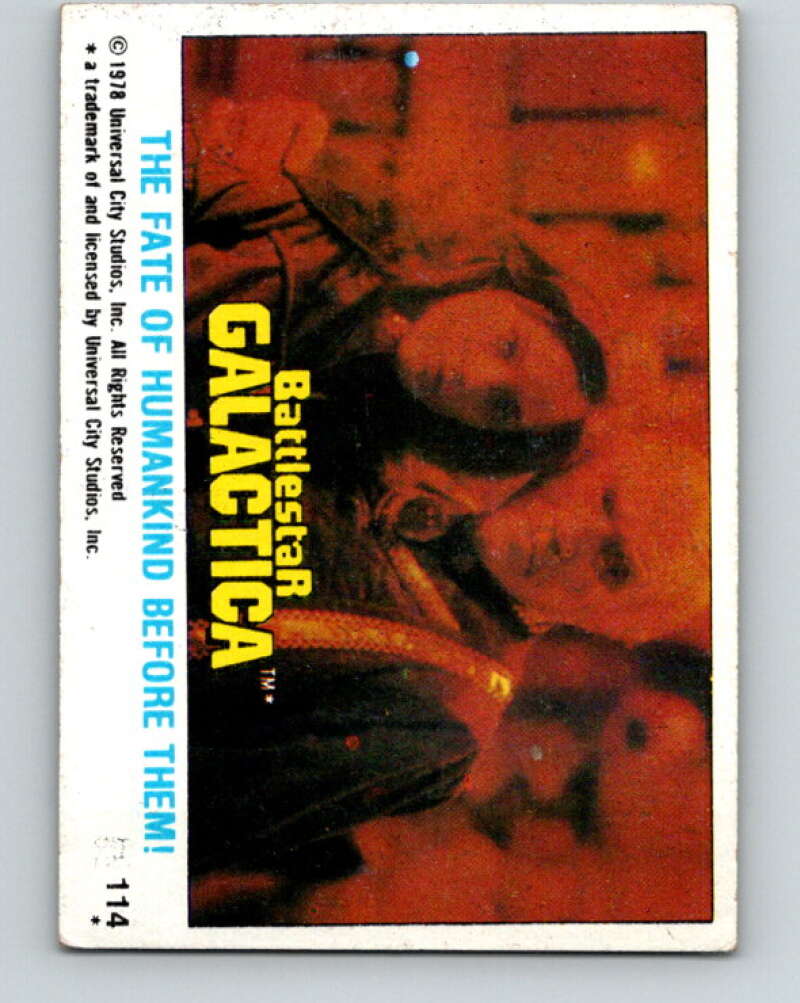 Battlestar
GALACTICA
TM*
THE FATE OF HUMANKIND BEFORE THEM!
© 1978 Universal City Studios, Inc. All Rights Reserved
* a trademark of and licensed by Universal City Studios, Inc.
114
*